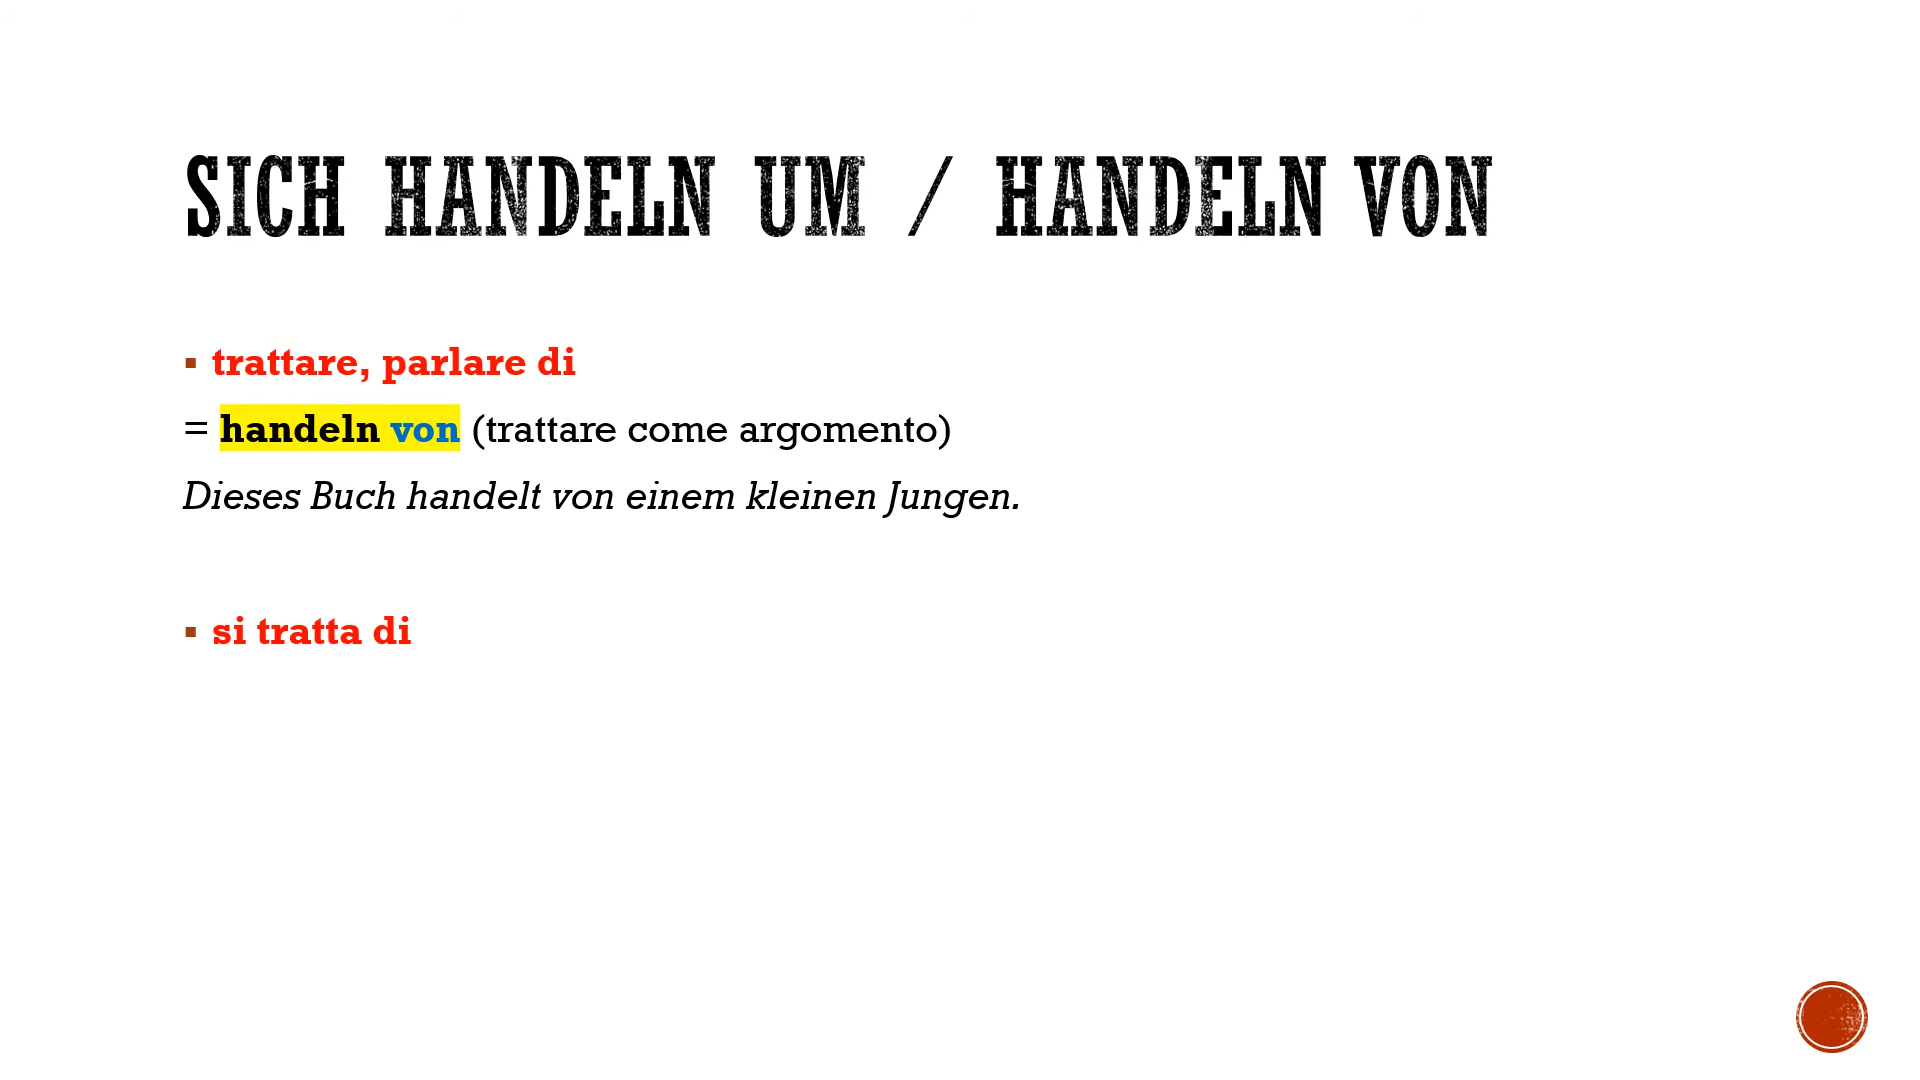 SICH HANDELN UM / HANDELN VON
▪ trattare, parlare di
= handeln von (trattare come argomento)
Dieses Buch handelt von einem kleinen Jungen.
▪ si tratta di